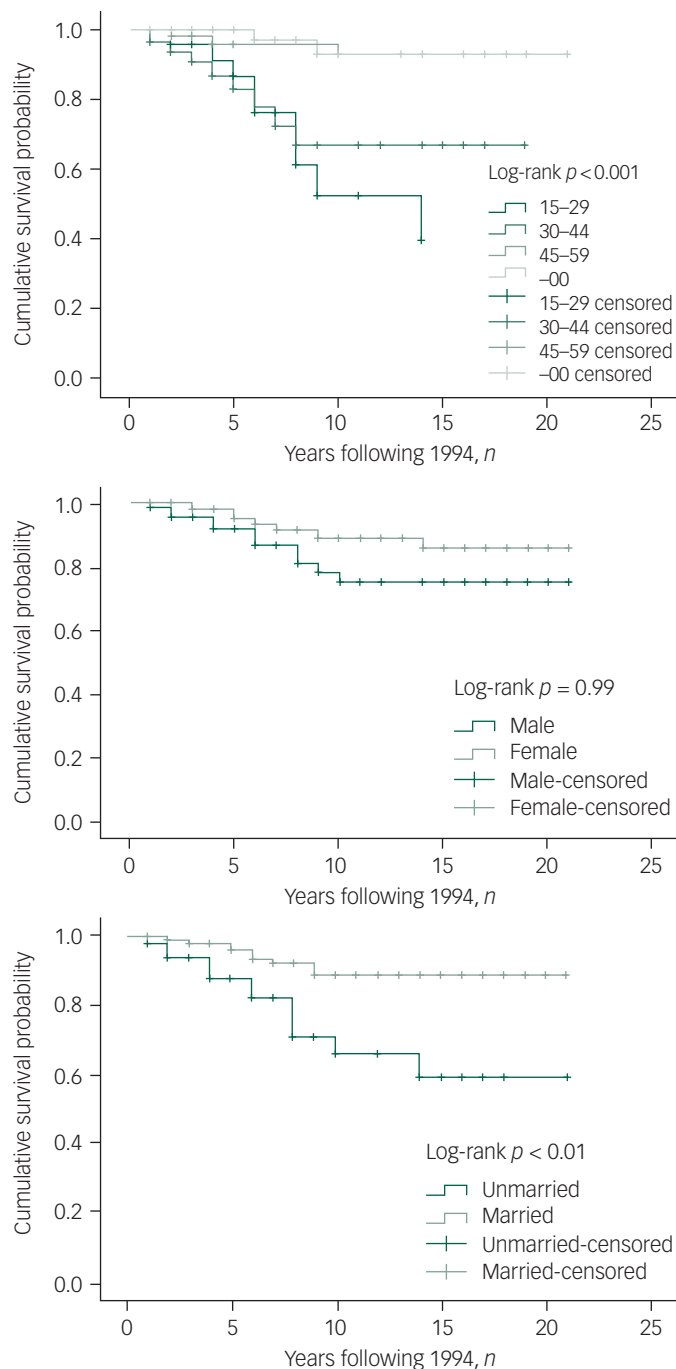 Cumulative survival probability
1.0
0.8
0.6
0.4
0.2
0.0
Log-rank p < 0.001
15–29
30–44
45–59
–00
15–29 censored
30–44 censored
45–59 censored
–00 censored
0 5 10 15 20 25
Years following 1994, n
Cumulative survival probability
1.0
0.8
0.6
0.4
0.2
0.0
Log-rank p = 0.99
Male
Female
Male-censored
Female-censored
0 5 10 15 20 25
Years following 1994, n
Cumulative survival probability
1.0
0.8
0.6
0.4
0.2
0.0
Log-rank p < 0.01
Unmarried
Married
Unmarried-censored
Married-censored
0 5 10 15 20 25
Years following 1994, n